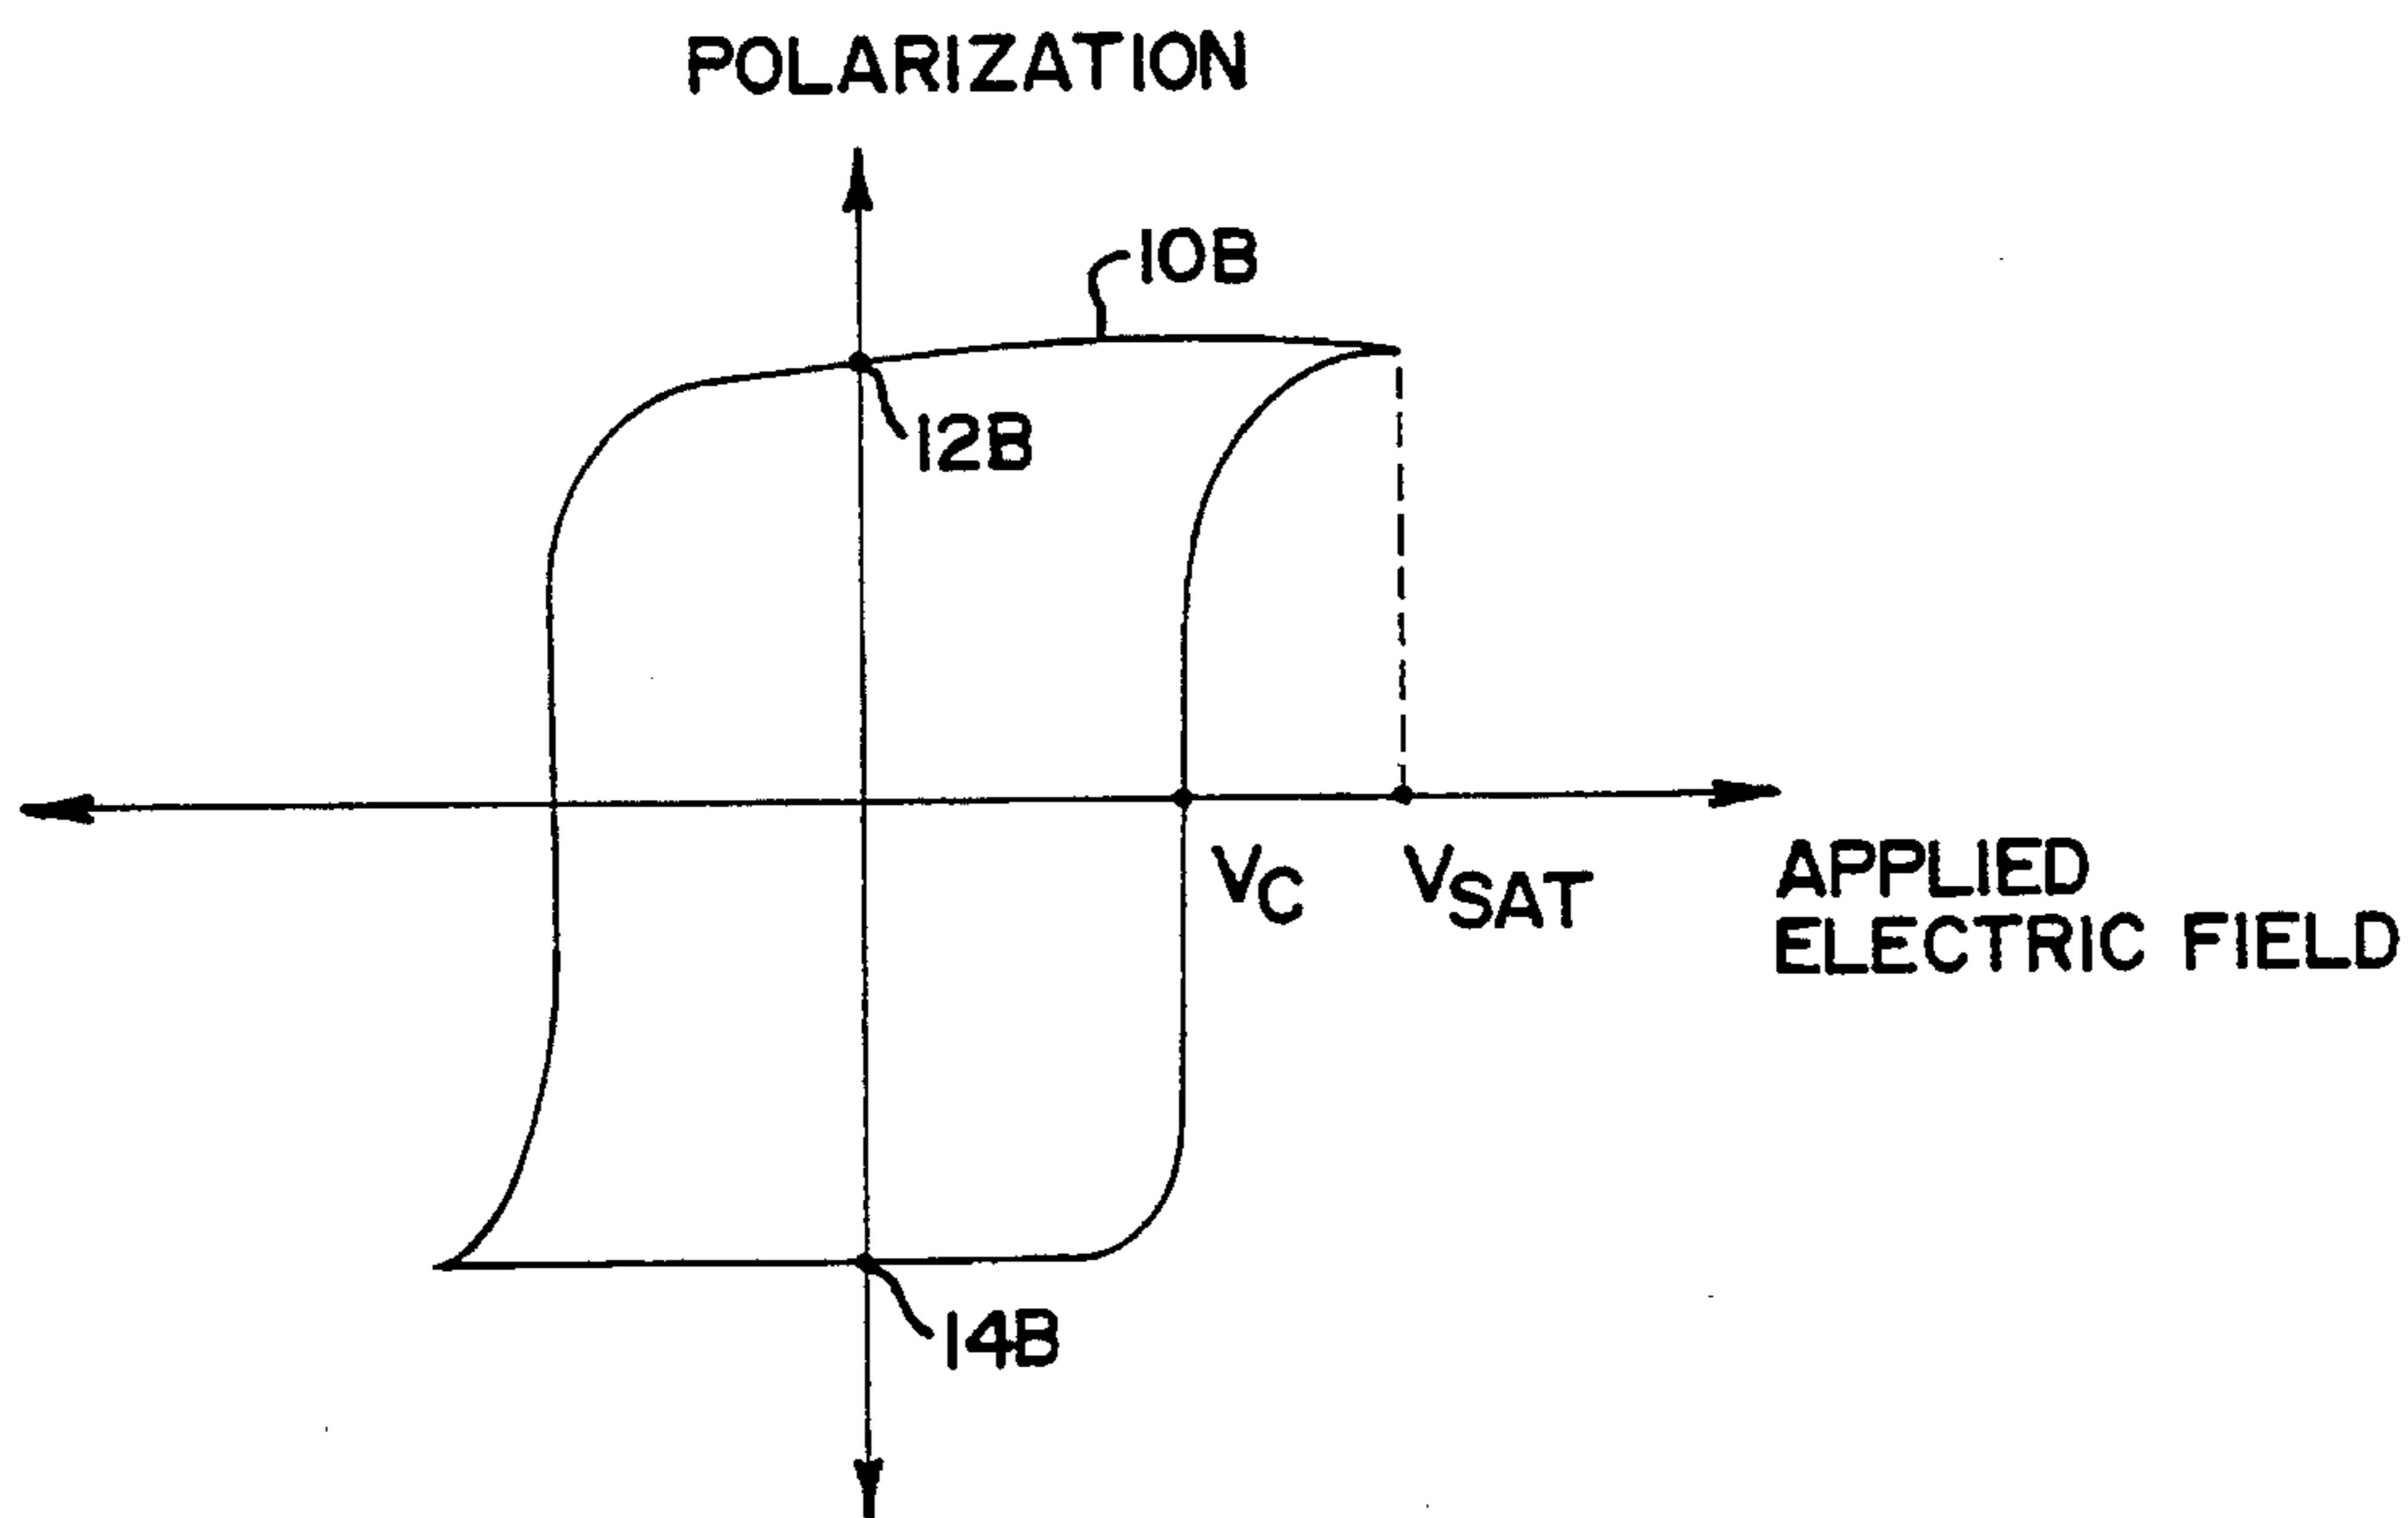 POLARIZATION
10B
12B
VC VSAT
APPLIED
ELECTRIC FIELD
14B